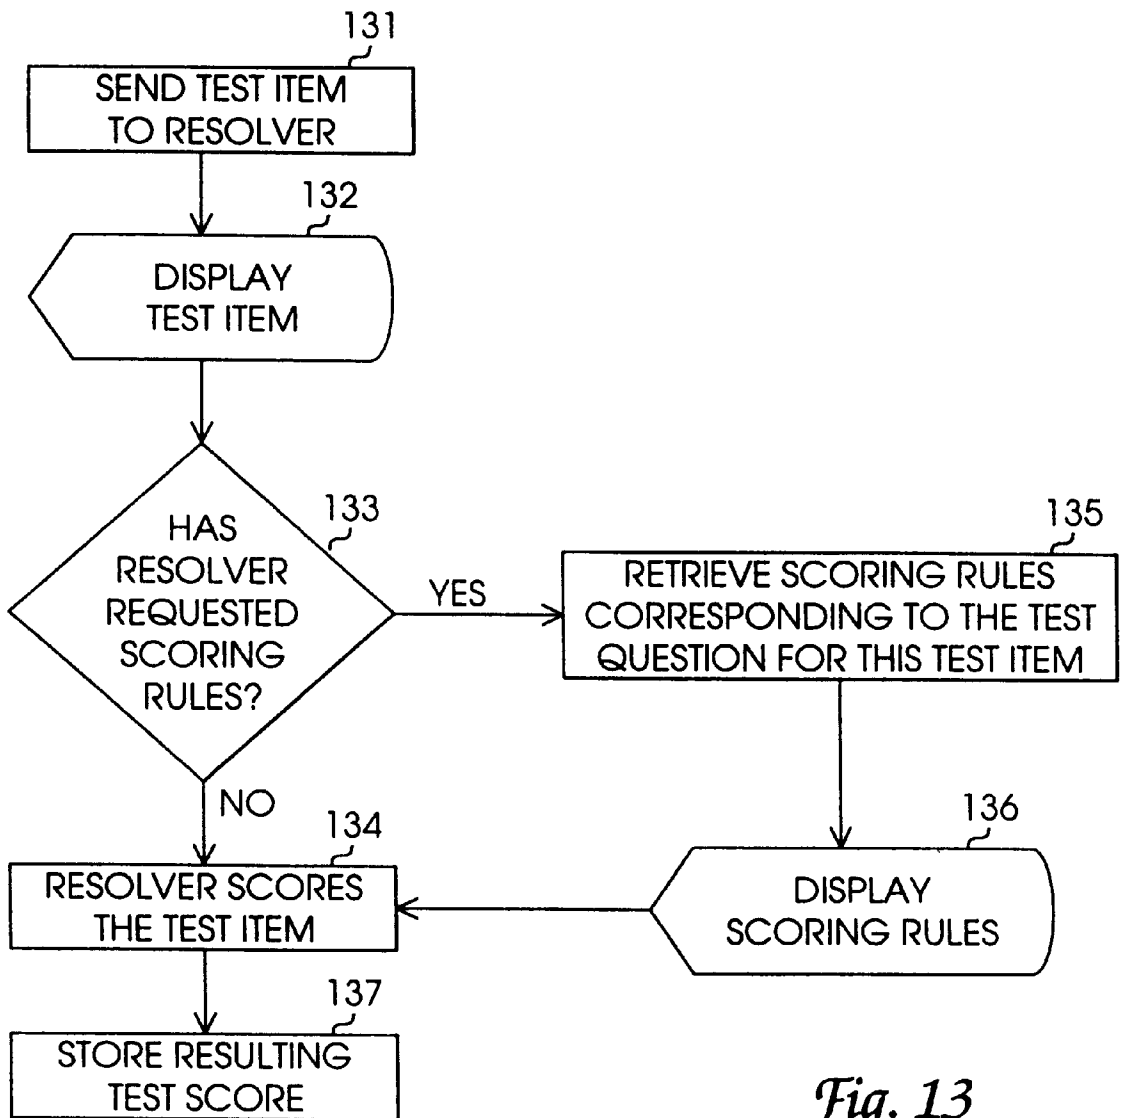 131
SEND TEST ITEM
TO RESOLVER
132
DISPLAY
TEST ITEM
133
HAS
RESOLVER
REQUESTED
SCORING
RULES?
YES
135
RETRIEVE SCORING RULES
CORRESPONDING TO THE TEST
QUESTION FOR THIS TEST ITEM
NO
134
RESOLVER SCORES
THE TEST ITEM
136
DISPLAY
SCORING RULES
137
STORE RESULTING
TEST SCORE
Fig. 13